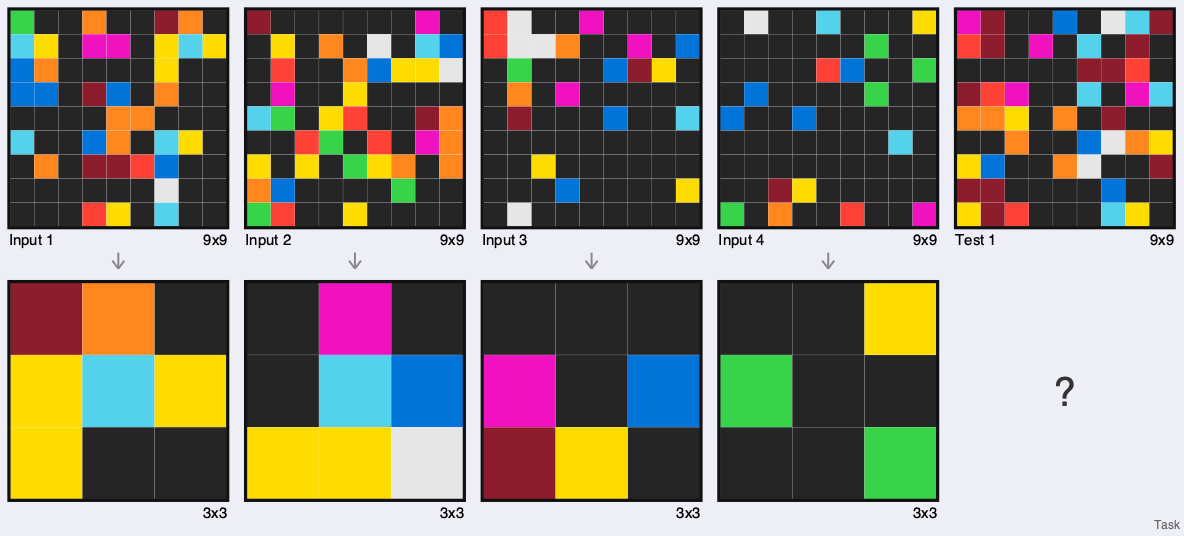 Input 1 9x9
Input 2 9x9
Input 3 9x9
Input 4 9x9
Test 1 9x9
3x3
3x3
3x3
3x3
?
Task